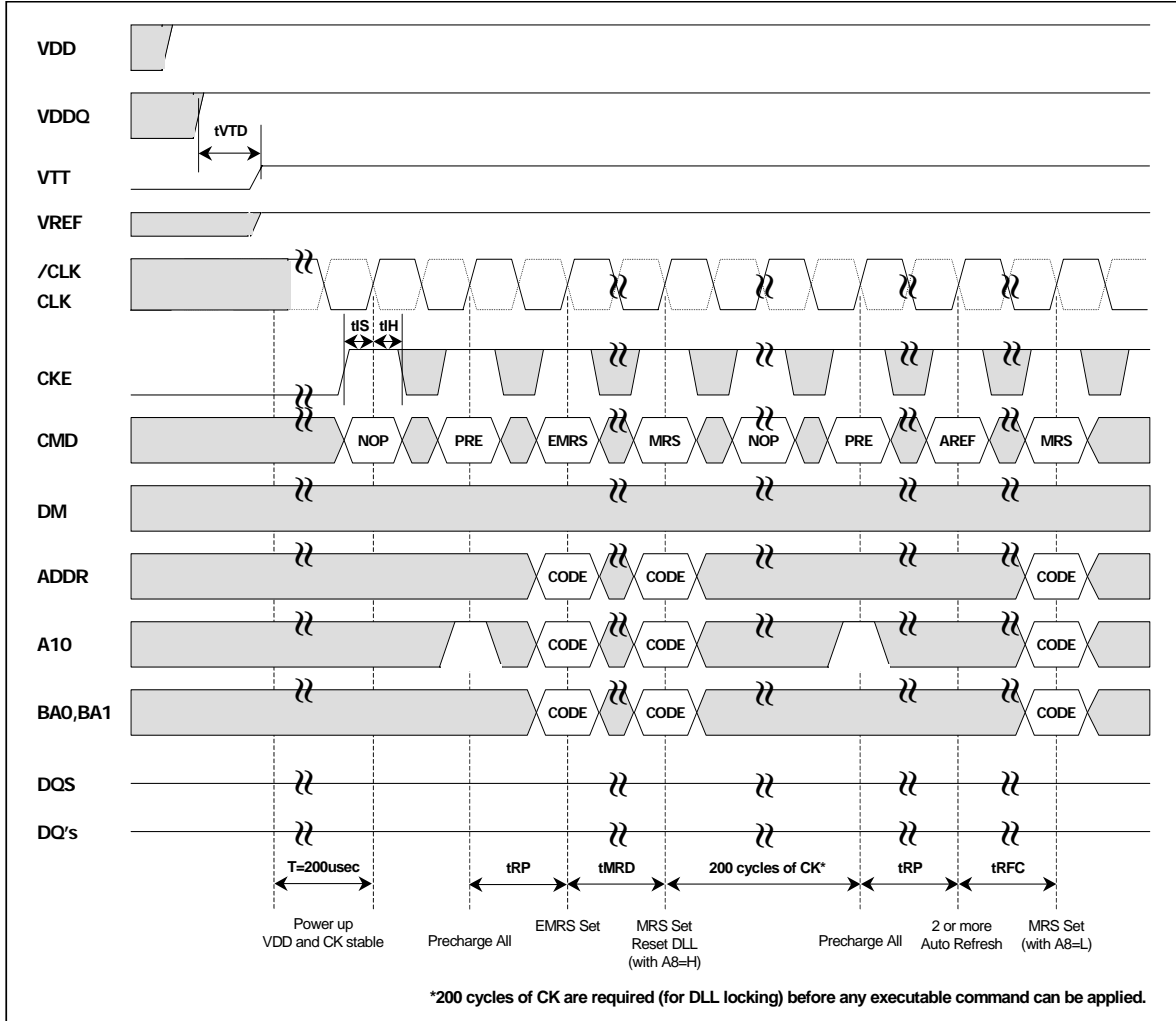 VDD
VDDQ
tVTD
VTT
VREF
/CLK
CLK
tIS tIH
CKE
CMD NOP PRE EMRS MRS NOP PRE AREF MRS
DM
ADDR CODE CODE CODE
A10 CODE CODE CODE
BA0,BA1 CODE CODE CODE
DQS
DQ's
T=200usec tRP tMRD 200 cycles of CK* tRP tRFC
Power up
VDD and CK stable
Precharge All
EMRS Set
MRS Set
Reset DLL
(with A8=H)
Precharge All
2 or more
Auto Refresh
MRS Set
(with A8=L)
*200 cycles of CK are required (for DLL locking) before any executable command can be applied.